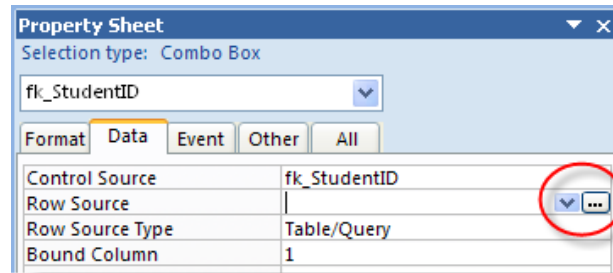 Property Sheet
Selection type: Combo Box
fk_StudentID
Format Data Event Other All
Control Source fk_StudentID
Row Source ...
Row Source Type Table/Query
Bound Column 1